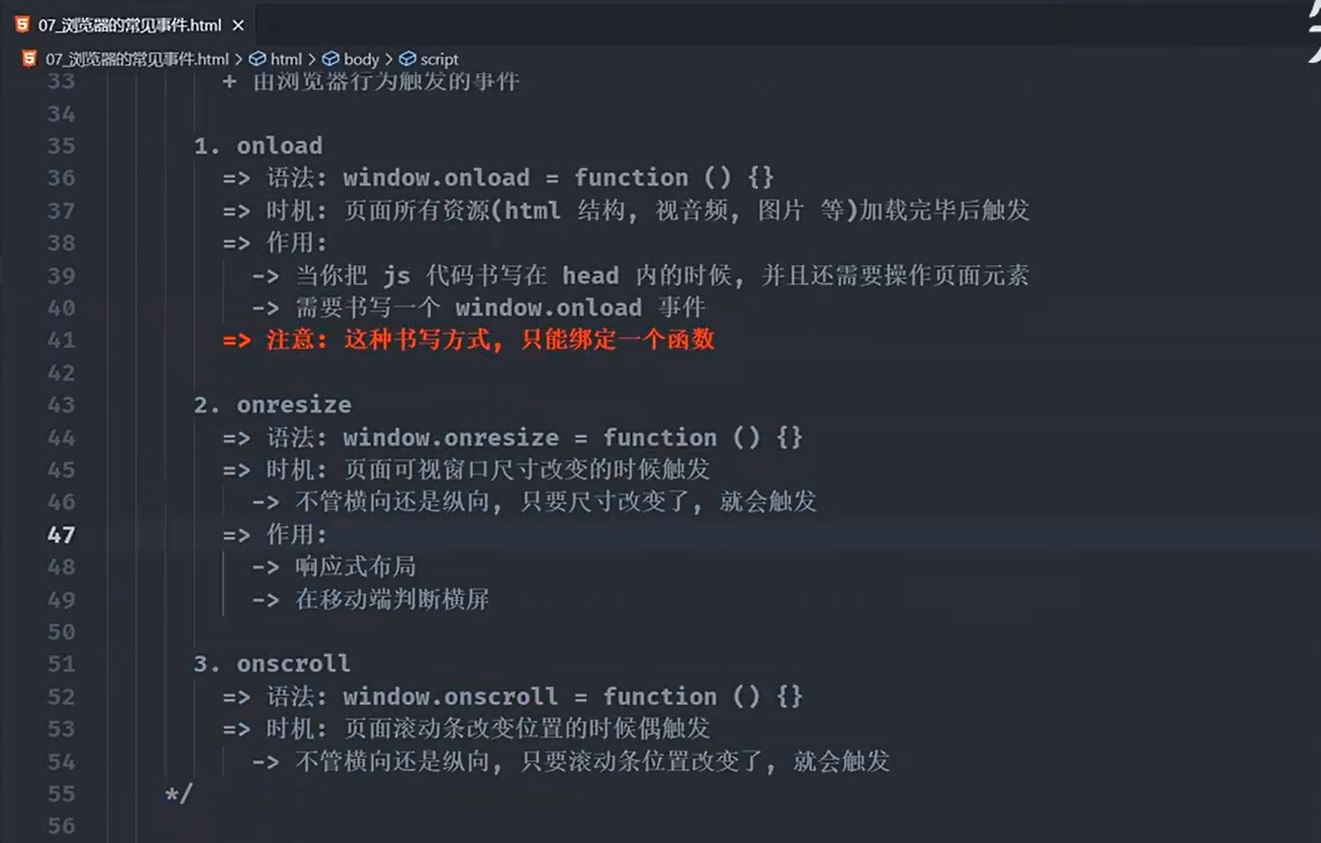 07_浏览器的常见事件.html ×
07_浏览器的常见事件.html > html > body > script
33 + 由浏览器行为触发的事件
34
35 1. onload
36 => 语法: window.onload = function () {}
37 => 时机: 页面所有资源(html 结构, 视音频, 图片 等)加载完毕后触发
38 => 作用:
39 -> 当你把 js 代码书写在 head 内的时候, 并且还需要操作页面元素
40 -> 需要书写一个 window.onload 事件
41 => 注意: 这种书写方式, 只能绑定一个函数
42
43 2. onresize
44 => 语法: window.onresize = function () {}
45 => 时机: 页面可视窗口尺寸改变的时候触发
46 -> 不管横向还是纵向, 只要尺寸改变了, 就会触发
47 => 作用:
48 -> 响应式布局
49 -> 在移动端判断横屏
50
51 3. onscroll
52 => 语法: window.onscroll = function () {}
53 => 时机: 页面滚动条改变位置的时候偶触发
54 -> 不管横向还是纵向, 只要滚动条位置改变了, 就会触发
55 */
56